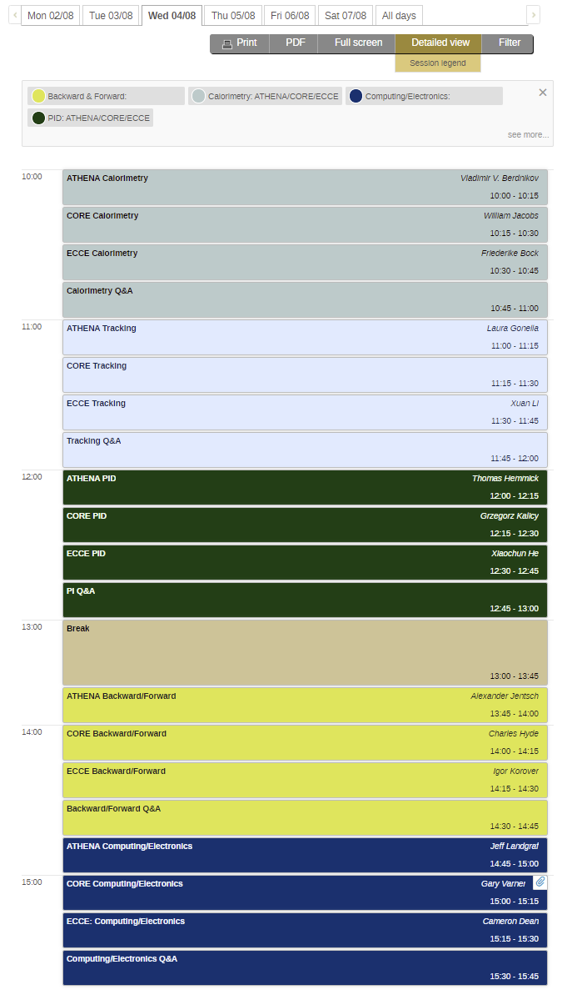 Mon 02/08 Tue 03/08 Wed 04/08 Thu 05/08 Fri 06/08 Sat 07/08 All days
Print PDF Full screen Detailed view Filter
Session legend
Backward & Forward: Calorimetry: ATHENA/CORE/ECCE Computing/Electronics:
PID: ATHENA/CORE/ECCE
see more...
10:00 ATHENA Calorimetry Vladimir V. Berdnikov
10:00 - 10:15
CORE Calorimetry William Jacobs
10:15 - 10:30
ECCE Calorimetry Friederike Bock
10:30 - 10:45
Calorimetry Q&A
10:45 - 11:00
11:00 ATHENA Tracking Laura Gonella
11:00 - 11:15
CORE Tracking
11:15 - 11:30
ECCE Tracking Xuan Li
11:30 - 11:45
Tracking Q&A
11:45 - 12:00
12:00 ATHENA PID Thomas Hemmick
12:00 - 12:15
CORE PID Grzegorz Kalicy
12:15 - 12:30
ECCE PID Xiaochun He
12:30 - 12:45
PI Q&A
12:45 - 13:00
13:00 Break
13:00 - 13:45
ATHENA Backward/Forward Alexander Jentsch
13:45 - 14:00
14:00 CORE Backward/Forward Charles Hyde
14:00 - 14:15
ECCE Backward/Forward Igor Korover
14:15 - 14:30
Backward/Forward Q&A
14:30 - 14:45
ATHENA Computing/Electronics Jeff Landgraf
14:45 - 15:00
15:00 CORE Computing/Electronics Gary Varner
15:00 - 15:15
ECCE: Computing/Electronics Cameron Dean
15:15 - 15:30
Computing/Electronics Q&A
15:30 - 15:45